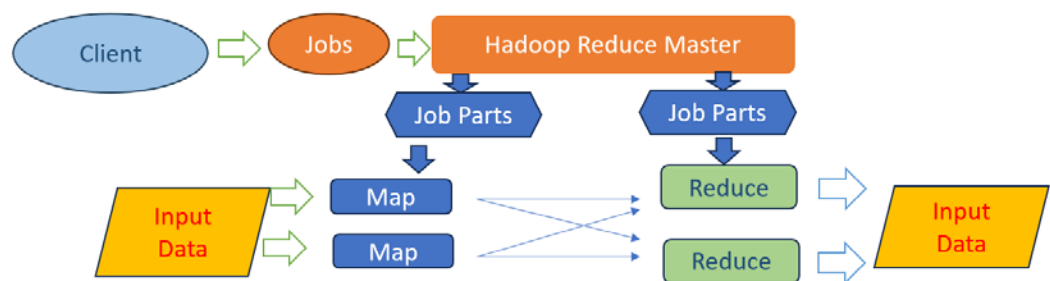 Client
Jobs
Hadoop Reduce Master
Job Parts
Job Parts
Input
Data
Map
Reduce
Input
Data
Map
Reduce